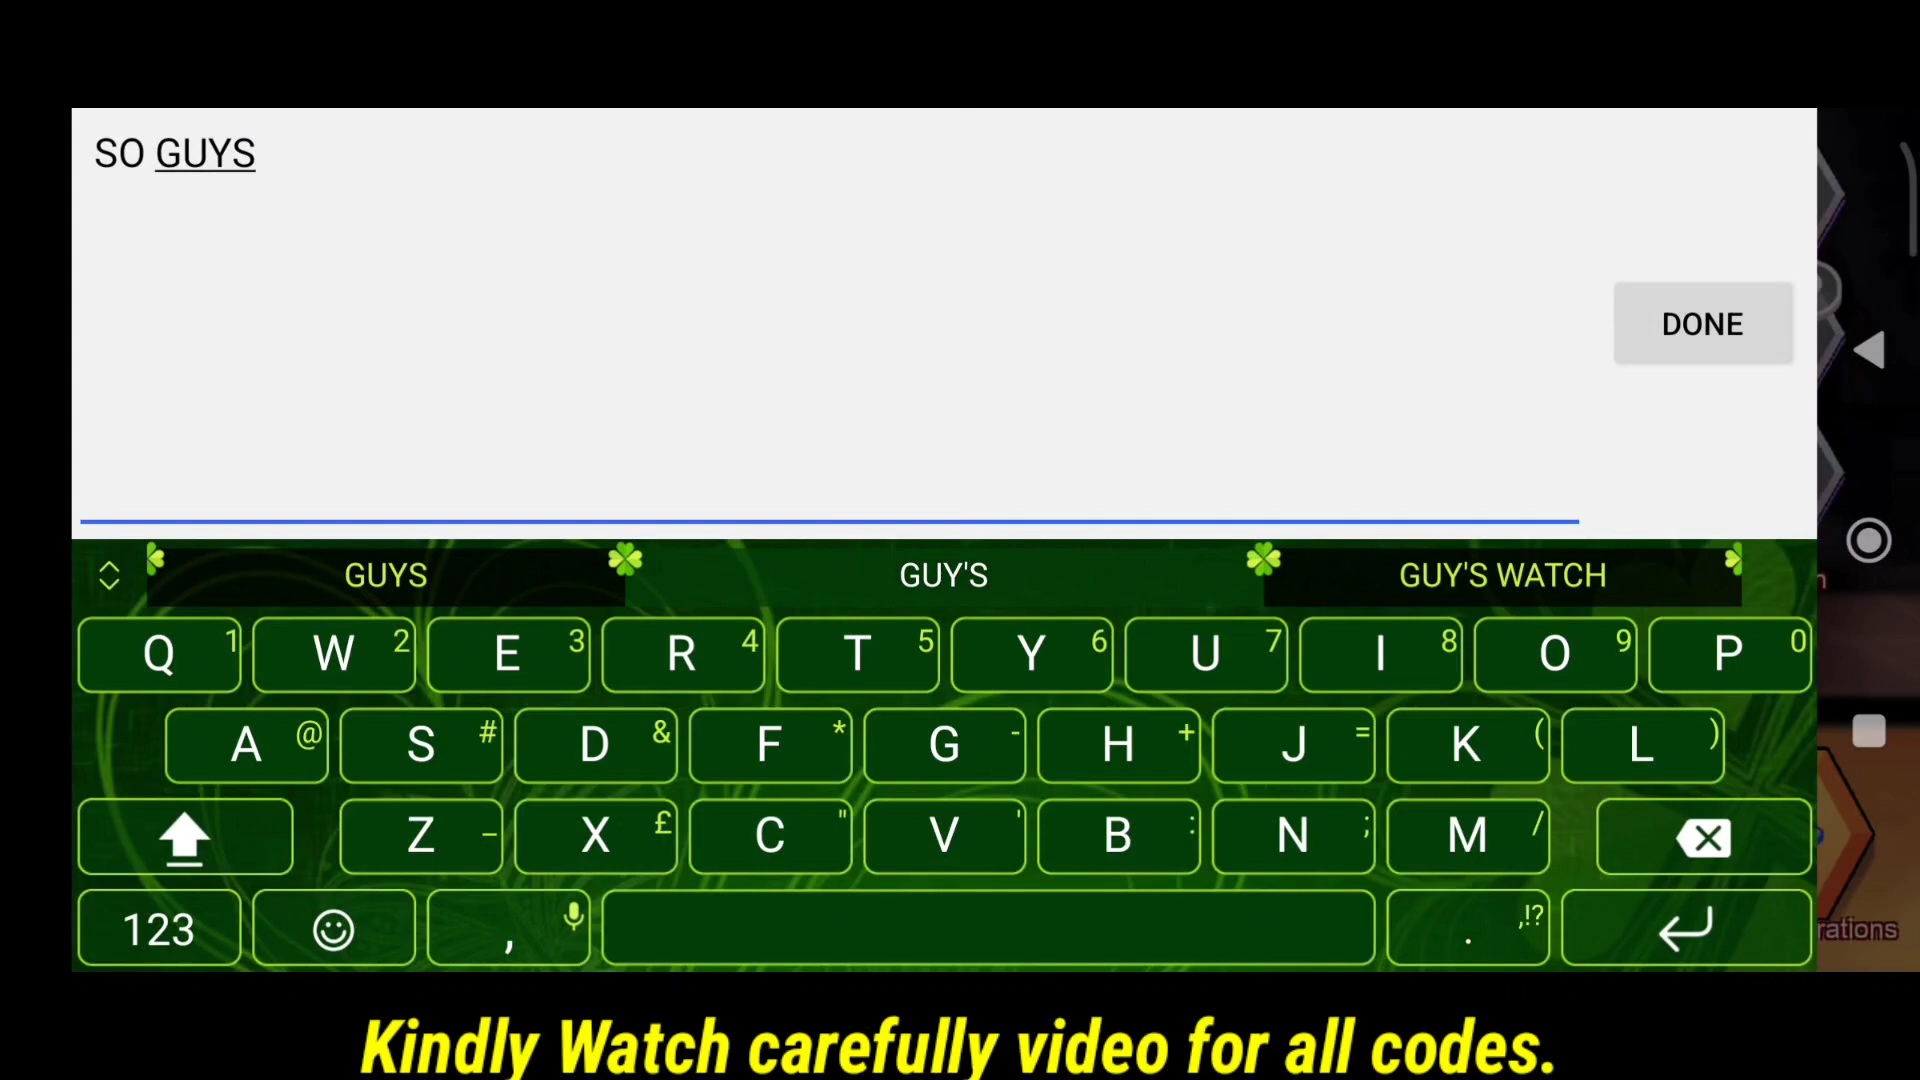 SO GUYS
DONE
GUYS GUY'S GUY'S WATCH
Q 1 W 2 E 3 R 4 T 5 Y 6 U 7 I 8 O 9 P 0
A @ S # D & F * G - H + J = K ( L )
Z _ X £ C " V ' B : N ; M /
123 , . ,!?
rations
Kindly Watch carefully video for all codes.